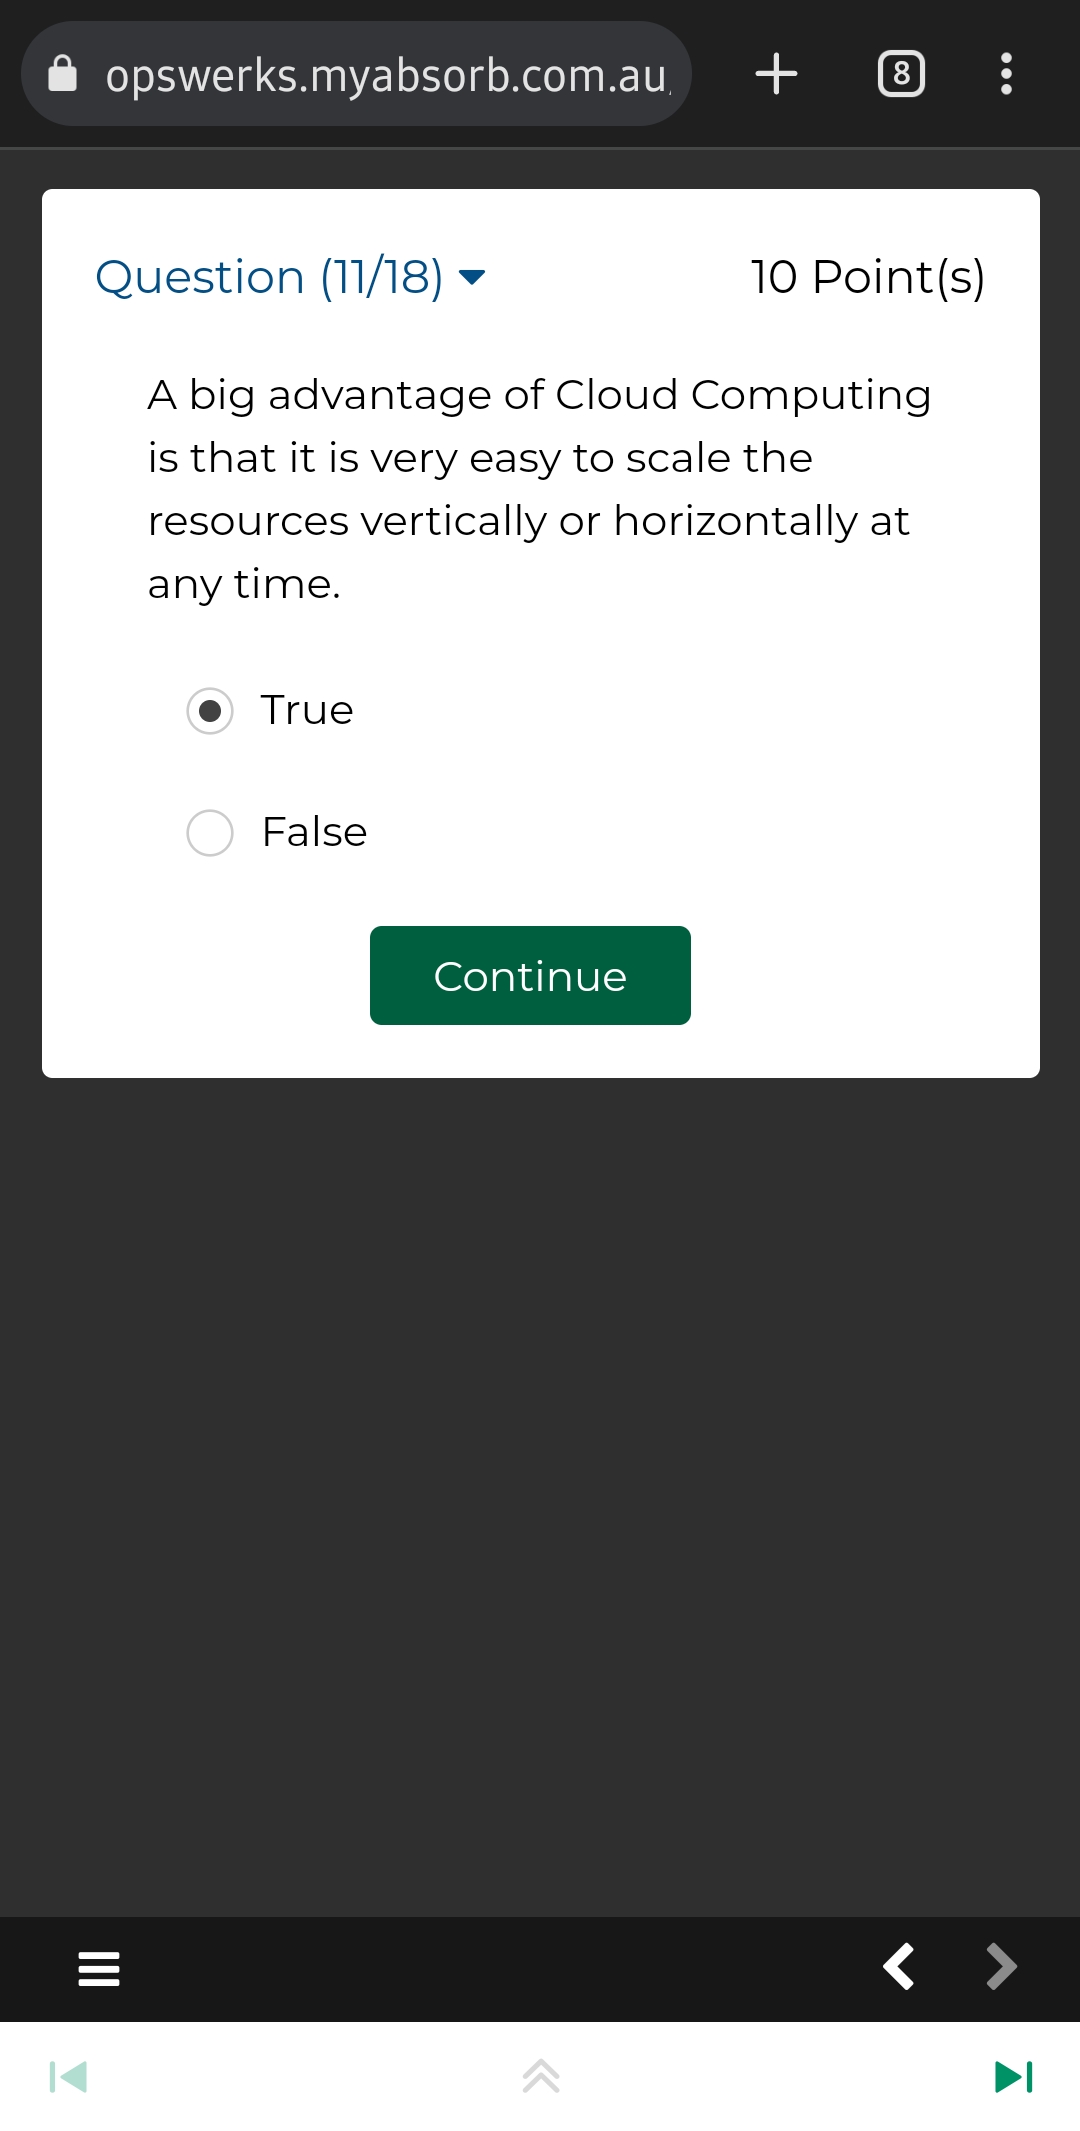 opswerks.myabsorb.com.au
8
Question (11/18)
10 Point(s)
A big advantage of Cloud Computing
is that it is very easy to scale the
resources vertically or horizontally at
any time.
True
False
Continue